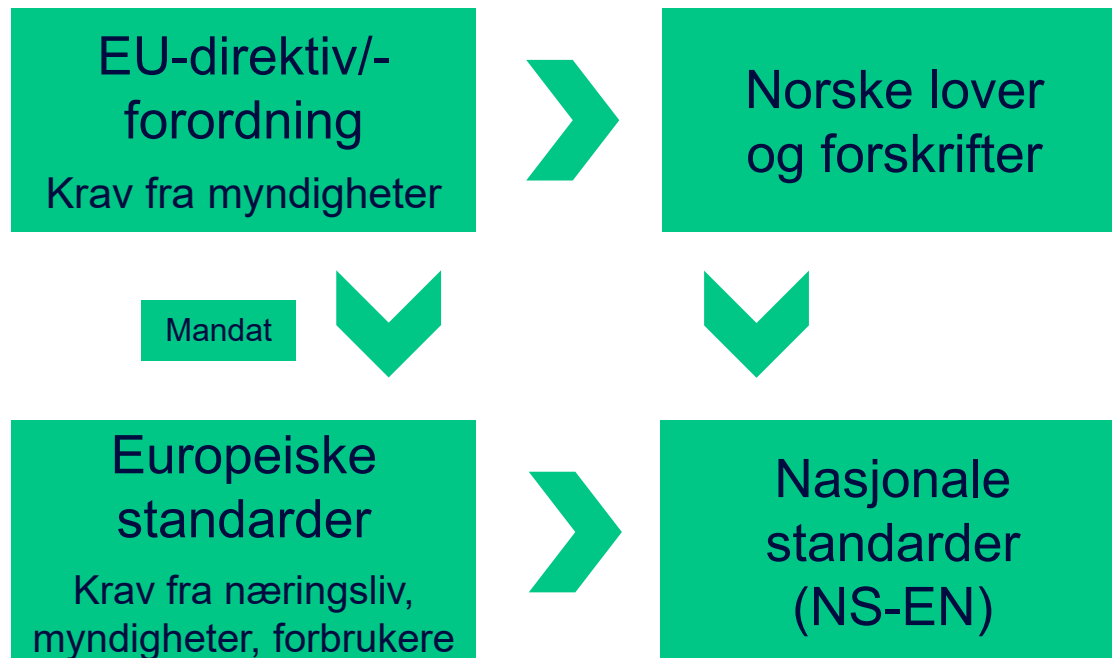 EU-direktiv/-
forordning
Krav fra myndigheter
Norske lover
og forskrifter
Mandat
Europeiske
standarder
Krav fra næringsliv,
myndigheter, forbrukere
Nasjonale
standarder
(NS-EN)